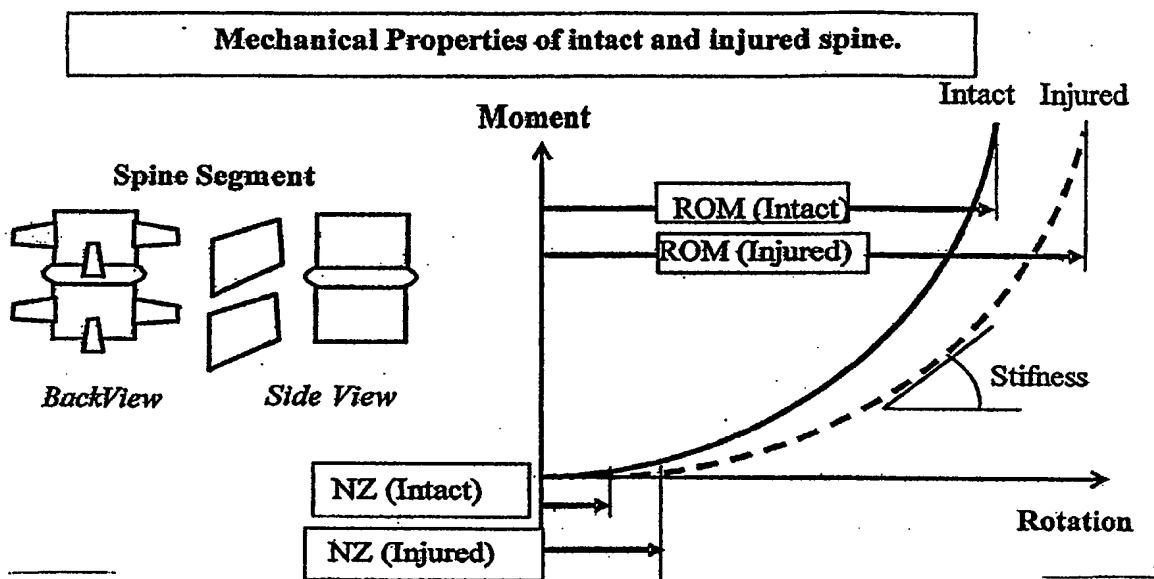 Mechanical Properties of intact and injured spine.
Intact Injured
Moment
Spine Segment
ROM (Intact)
ROM (Injured)
Stifness
BackView Side View
NZ (Intact)
Rotation
NZ (Injured)